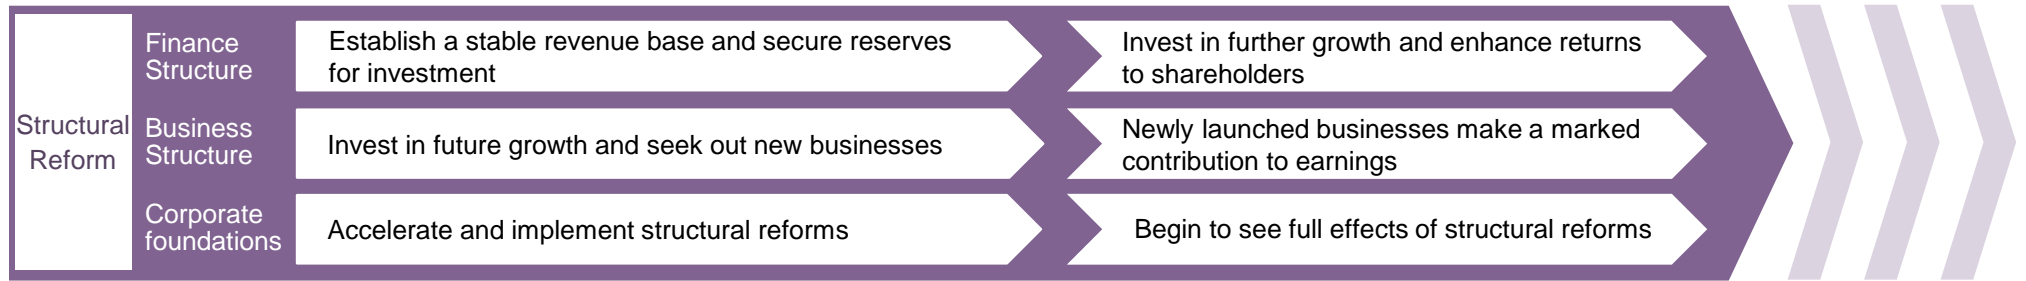 Structural
Reform
Finance
Structure
Establish a stable revenue base and secure reserves
for investment
Invest in further growth and enhance returns
to shareholders
Business
Structure
Invest in future growth and seek out new businesses
Newly launched businesses make a marked
contribution to earnings
Corporate
foundations
Accelerate and implement structural reforms
Begin to see full effects of structural reforms